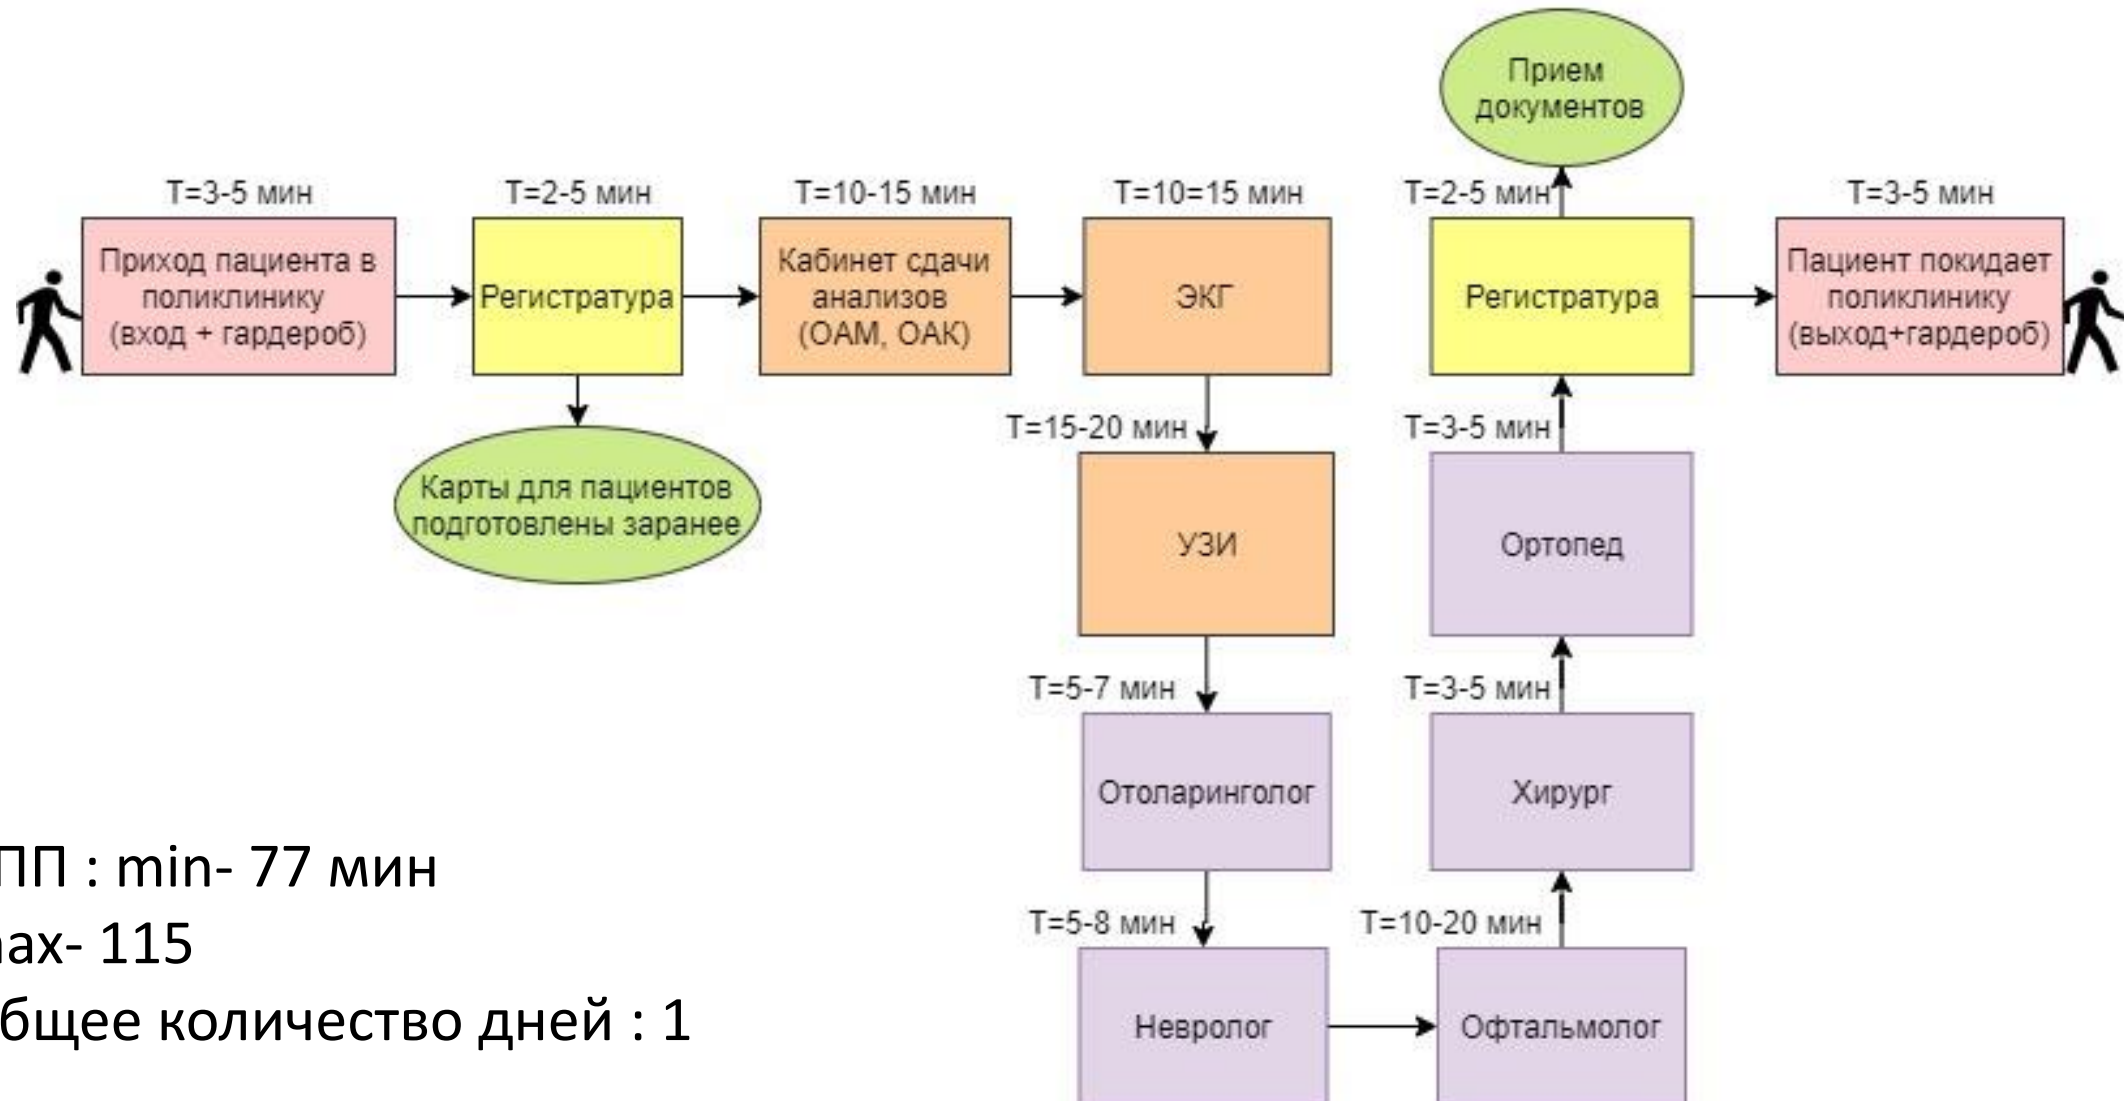 Прием
документов
T=3-5 мин
T=2-5 мин
T=10-15 мин
T=10=15 мин
T=2-5 мин
T=3-5 мин
Приход пациента в
поликлинику
(вход + гардероб)
Регистратура
Кабинет сдачи
анализов
(ОАМ, ОАК)
ЭКГ
Регистратура
Пациент покидает
поликлинику
(выход+гардероб)
T=15-20 мин
T=3-5 мин
Карты для пациентов
подготовлены заранее
УЗИ
Ортопед
T=5-7 мин
T=3-5 мин
Отоларинголог
Хирург
T=5-8 мин
T=10-20 мин
Невролог
Офтальмолог
ПП : min- 77 мин
ax- 115
бщее количество дней : 1